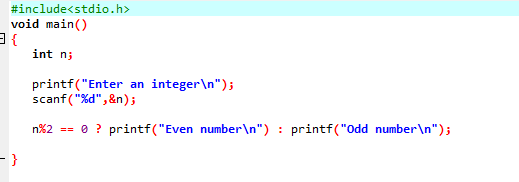 #include<stdio.h>
void main()
{
int n;
printf("Enter an integer\n");
scanf("%d",&n);
n%2 == 0 ? printf("Even number\n") : printf("Odd number\n");
}